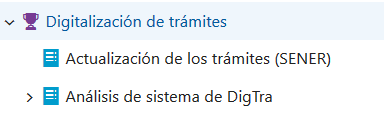 Digitalización de trámites
Actualización de los trámites (SENER)
Análisis de sistema de DigTra